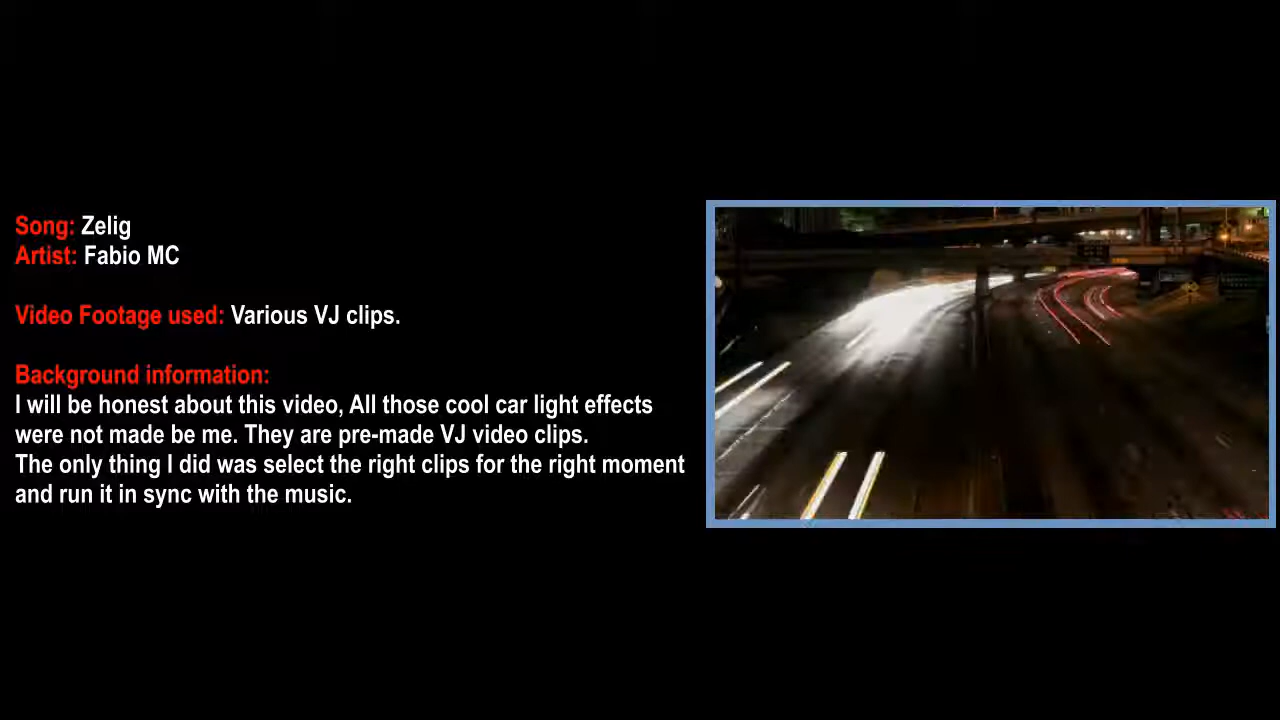 Song: Zelig
Artist: Fabio MC
Video Footage used: Various VJ clips.
Background information:
I will be honest about this video, All those cool car light effects
were not made be me. They are pre-made VJ video clips.
The only thing I did was select the right clips for the right moment
and run it in sync with the music.